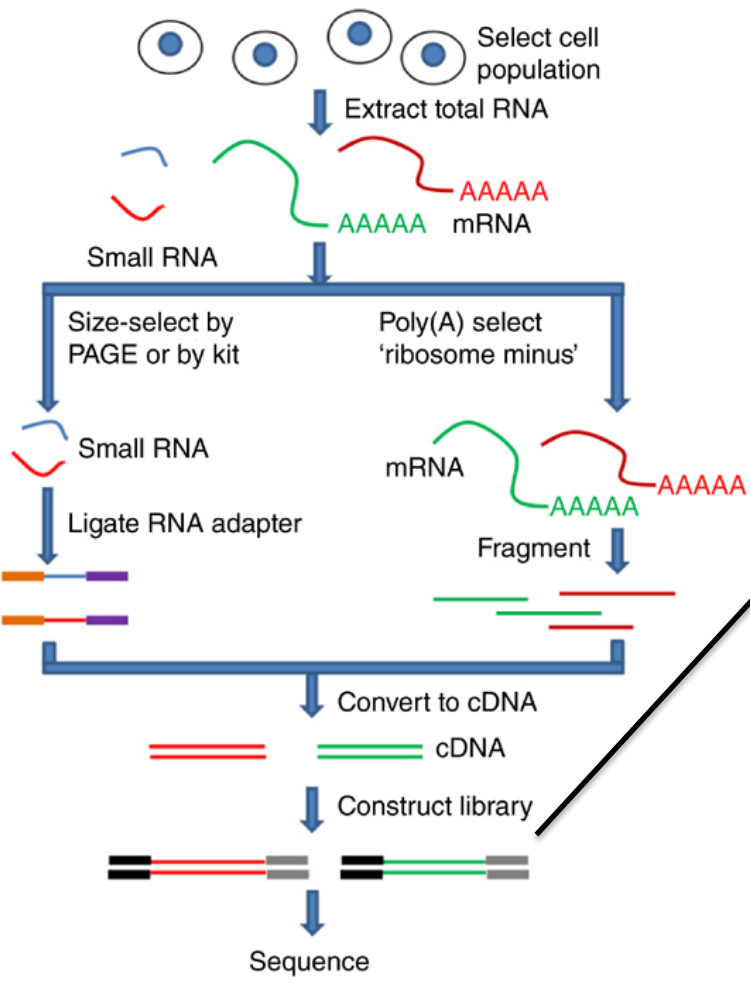 Select cell
population
Extract total RNA
AAAAA
AAAAA
mRNA
Small RNA
Size-select by
PAGE or by kit
Poly(A) select
‘ribosome minus’
Small RNA
mRNA
AAAAA
AAAAA
Ligate RNA adapter
Fragment
Convert to cDNA
cDNA
Construct library
Sequence